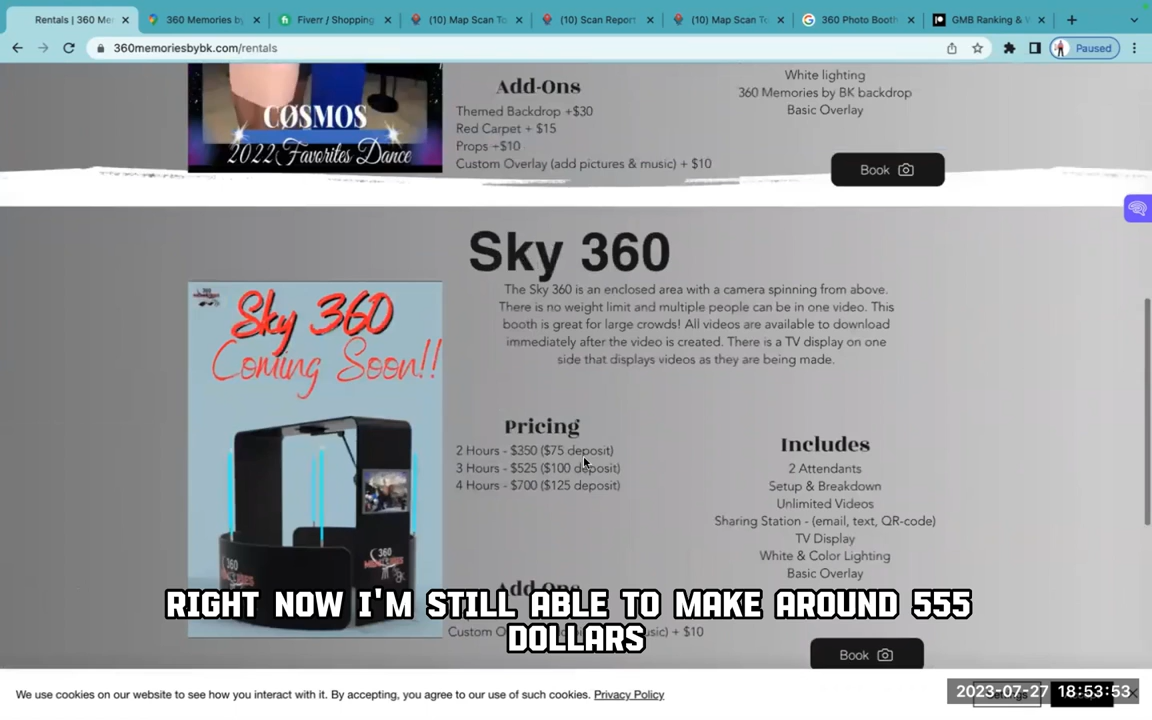 Rentals | 360 Me
360 Memories by
Fiverr / Shopping
(10) Map Scan To
(10) Scan Report
(10) Map Scan To
360 Photo Booth
GMB Ranking & V
360memoriesbybk.com/rentals
Paused
COSMOS
2022 Favorites Dance
Add-Ons
Themed Backdrop +$30
Red Carpet + $15
Props +$10
Custom Overlay (add pictures & music) + $10
White lighting
360 Memories by BK backdrop
Basic Overlay
Book
Sky 360
The Sky 360 is an enclosed area with a camera spinning from above.
There is no weight limit and multiple people can be in one video. This
booth is great for large crowds! All videos are available to download
immediately after the video is created. There is a TV display on one
side that displays videos as they are being made.
Sky 360
Coming Soon!!
Pricing
2 Hours - $350 ($75 deposit)
3 Hours - $525 ($100 deposit)
4 Hours - $700 ($125 deposit)
Includes
2 Attendants
Setup & Breakdown
Unlimited Videos
Sharing Station - (email, text, QR-code)
TV Display
White & Color Lighting
Basic Overlay
Add-Ons
RIGHT NOW I'M STILL ABLE TO MAKE AROUND 555
DOLLARS
Custom O
usic) + $10
Book
We use cookies on our website to see how you interact with it. By accepting, you agree to our use of such cookies. Privacy Policy
2023-07-27 18:53:53